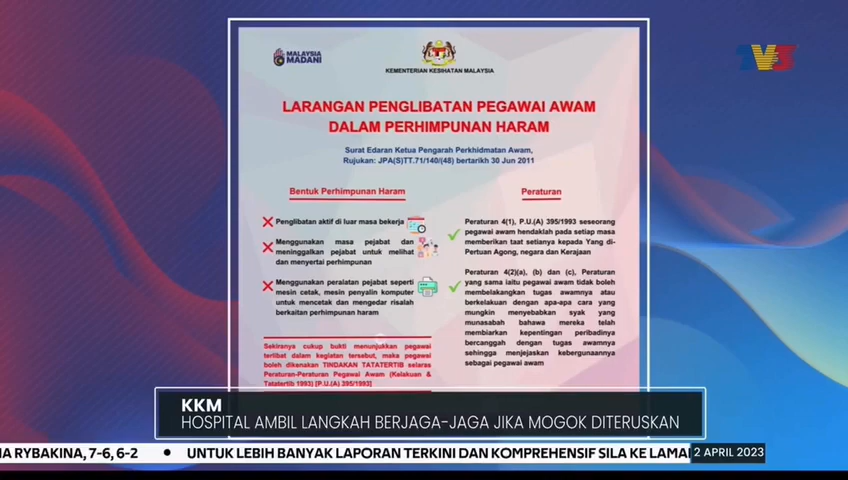 MALAYSIA
MADANI
KEMENTERIAN KESIHATAN MALAYSIA
TV3
LARANGAN PENGLIBATAN PEGAWAI AWAM
DALAM PERHIMPUNAN HARAM
Surat Edaran Ketua Pengarah Perkhidmatan Awam,
Rujukan: JPA(S)TT.71/140/(48) bertarikh 30 Jun 2011
Bentuk Perhimpunan Haram
Penglibatan aktif di luar masa bekerja
Menggunakan masa pejabat dan
meninggalkan pejabat untuk melihat
dan menyertai perhimpunan
Menggunakan peralatan pejabat seperti
mesin cetak, mesin penyalin komputer
untuk mencetak dan mengedar risalah
berkaitan perhimpunan haram
Sekiranya cukup bukti menunjukkan pegawai
terlibat dalam kegiatan tersebut, maka pegawai
boleh dikenakan TINDAKAN TATATERTIB selaras
Peraturan-Peraturan Pegawai Awam (Kelakuan &
Tatatertib 1993) [P.U.(A) 395/1993]
Peraturan
Peraturan 4(1), P.U.(A) 395/1993 seseorang
pegawai awam hendaklah pada setiap masa
memberikan taat setianya kepada Yang di-
Pertuan Agong, negara dan Kerajaan
Peraturan 4(2)(a), (b) dan (c), Peraturan
yang sama iaitu pegawai awam tidak boleh
membelakangkan tugas awamnya atau
berkelakuan dengan apa-apa cara yang
mungkin menyebabkan syak yang
munasabah bahawa mereka telah
membiarkan kepentingan peribadinya
bercanggah dengan tugas awamnya
sehingga menjejaskan kebergunaannya
sebagai pegawai awam
KKM
HOSPITAL AMBIL LANGKAH BERJAGA-JAGA JIKA MOGOK DITERUSKAN
RYBAKINA, 7-6, 6-2 • UNTUK LEBIH BANYAK LAPORAN TERKINI DAN KOMPREHENSIF SILA KE 2 APRIL 2023